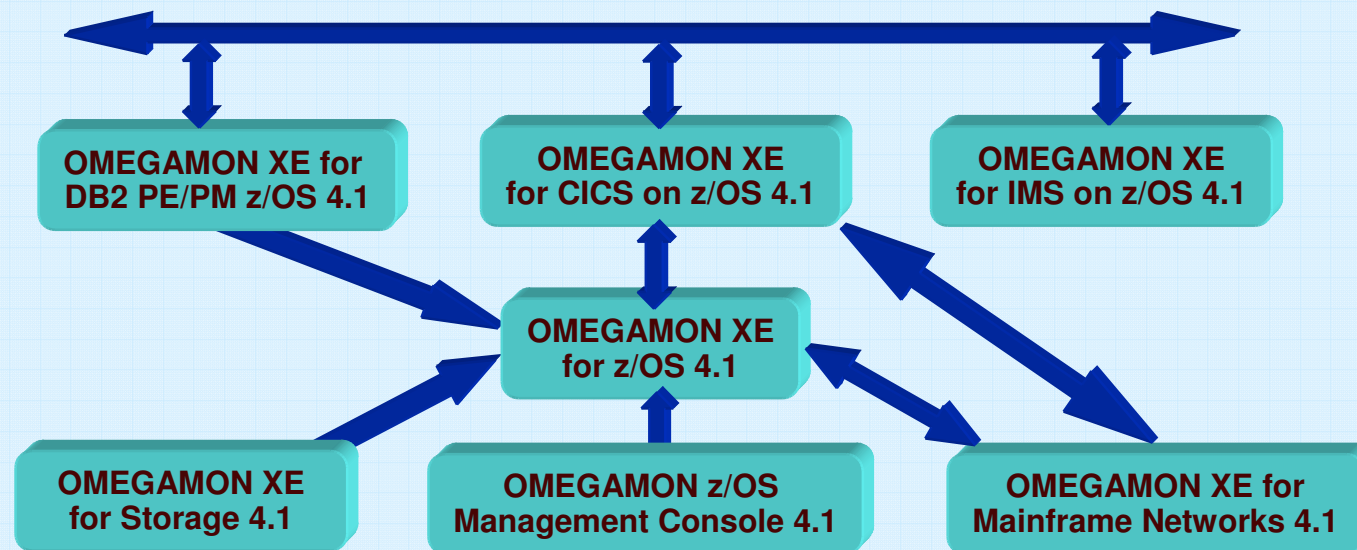 OMEGAMON XE for
DB2 PE/PM z/OS 4.1
OMEGAMON XE
for CICS on z/OS 4.1
OMEGAMON XE
for IMS on z/OS 4.1
OMEGAMON XE
for z/OS 4.1
OMEGAMON XE
for Storage 4.1
OMEGAMON z/OS
Management Console 4.1
OMEGAMON XE for
Mainframe Networks 4.1